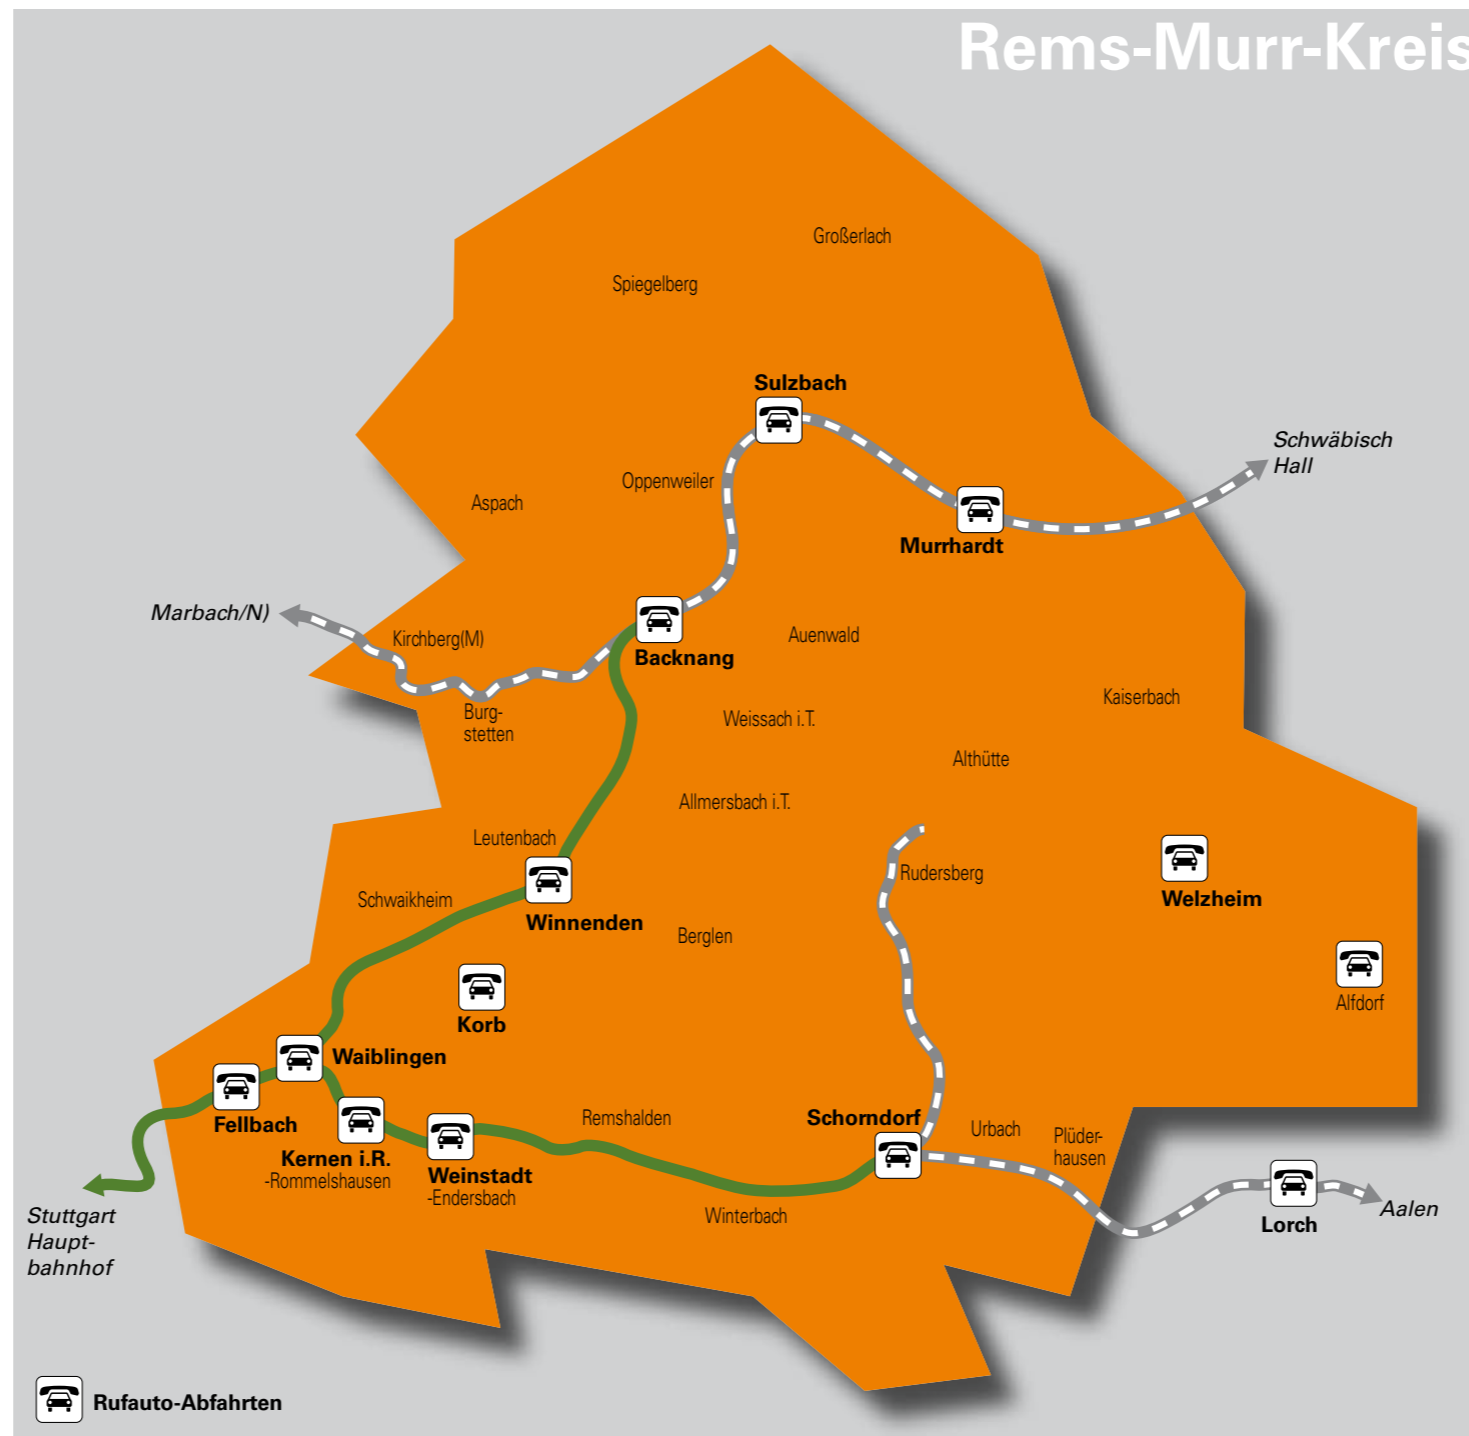 Rems-Murr-Kreis
Großerlach
Spiegelberg
Sulzbach
Schwäbisch
Hall
Oppenweiler
Aspach
Murrhardt
Marbach/N)
Kirchberg(M)
Auenwald
Backnang
Kaiserbach
Burg-
stetten
Weissach i.T.
Althütte
Allmersbach i.T.
Leutenbach
Rudersberg
Schwaikheim
Welzheim
Winnenden
Berglen
Alfdorf
Korb
Waiblingen
Fellbach
Remshalden
Schorndorf
Urbach
Plüder-
hausen
Kernen i.R.
-Rommelshausen
Weinstadt
-Endersbach
Winterbach
Lorch
Aalen
Stuttgart
Haupt-
bahnhof
Rufauto-Abfahrten